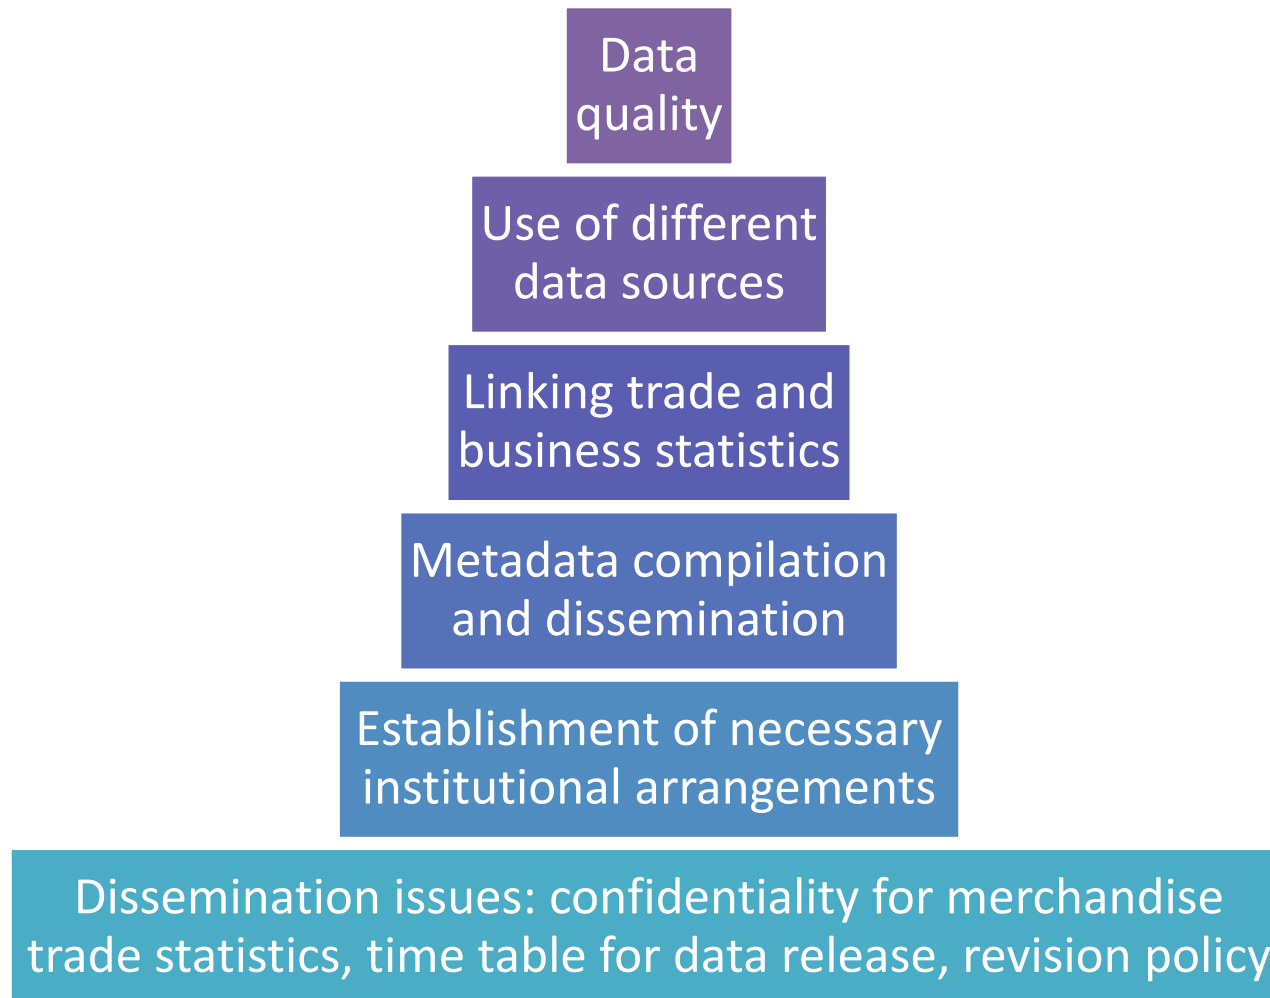 Data
quality
Use of different
data sources
Linking trade and
business statistics
Metadata compilation
and dissemination
Establishment of necessary
institutional arrangements
Dissemination issues: confidentiality for merchandise
trade statistics, time table for data release, revision policy